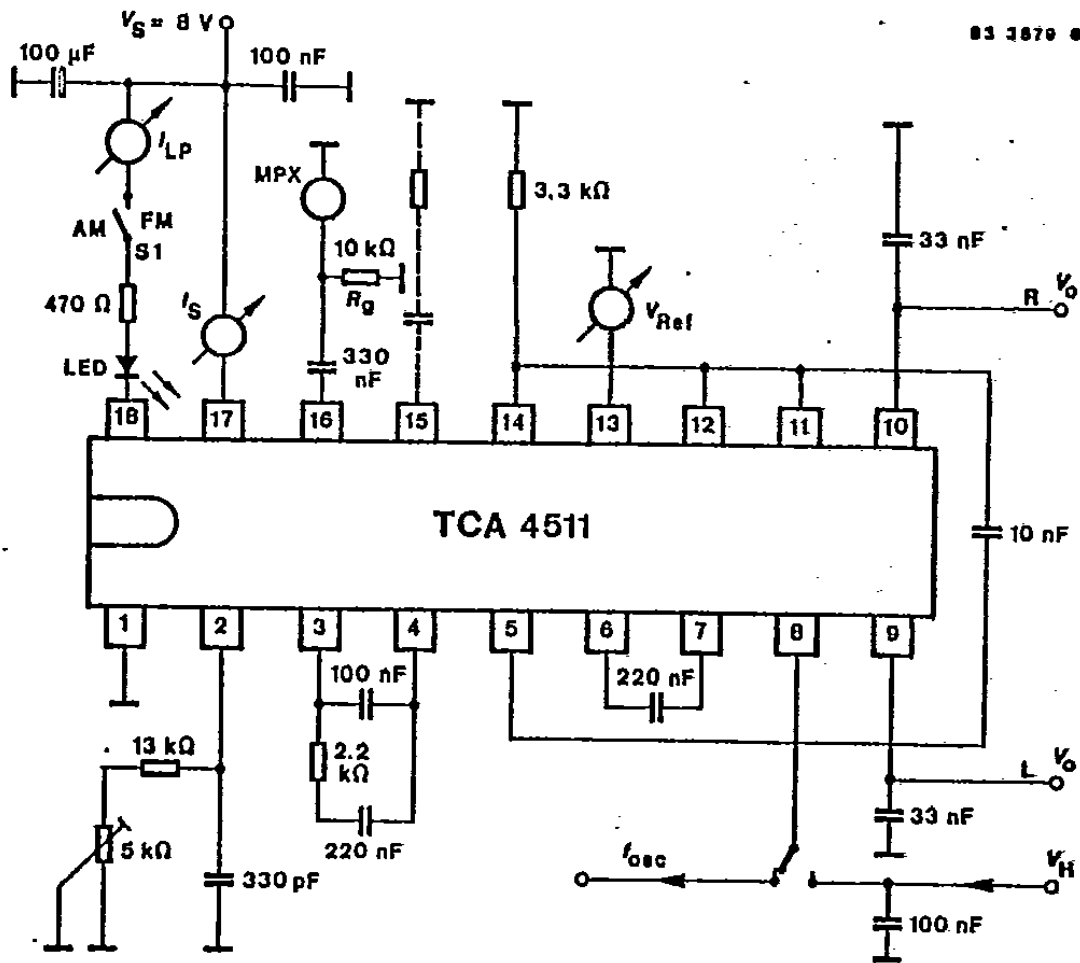 V_S = 8 V
100 µF
100 nF
I_LP
MPX
AM
FM
S1
10 kΩ
R_g
3,3 kΩ
33 nF
R
V_o
470 Ω
I_S
V_Ref
LED
330
nF
18
17
16
15
14
13
12
11
10
TCA 4511
10 nF
1
2
3
4
5
6
7
8
9
100 nF
220 nF
13 kΩ
2.2
kΩ
L
V_o
33 nF
5 kΩ
220 nF
330 pF
f_osc
V_H
100 nF